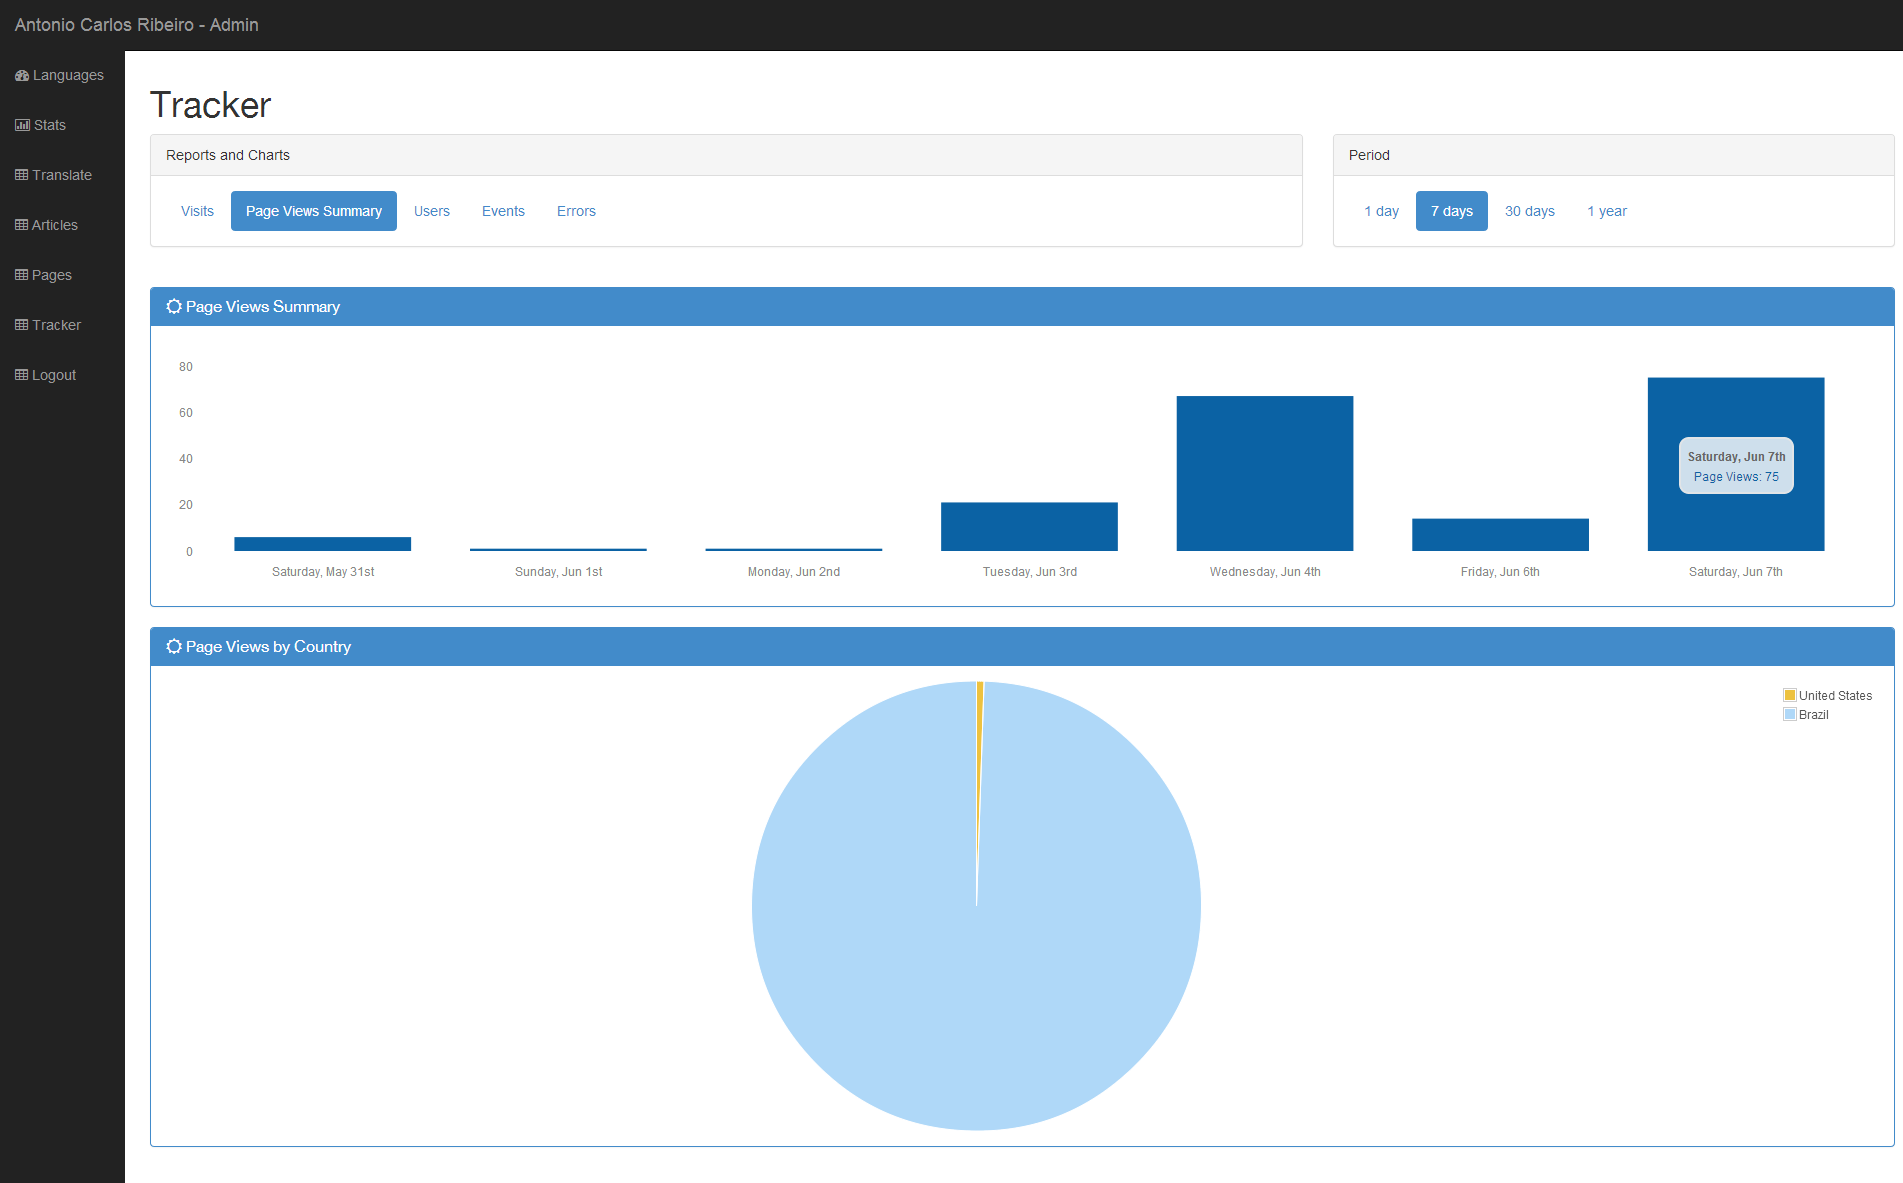 Antonio Carlos Ribeiro - Admin
Languages
Stats
Translate
Articles
Pages
Tracker
Logout
Tracker
Reports and Charts
Visits Page Views Summary Users Events Errors
Period
1 day 7 days 30 days 1 year
Page Views Summary
80
60
40
20
0
Saturday, Jun 7th
Page Views: 75
Saturday, May 31st Sunday, Jun 1st Monday, Jun 2nd Tuesday, Jun 3rd Wednesday, Jun 4th Friday, Jun 6th Saturday, Jun 7th
Page Views by Country
United States
Brazil